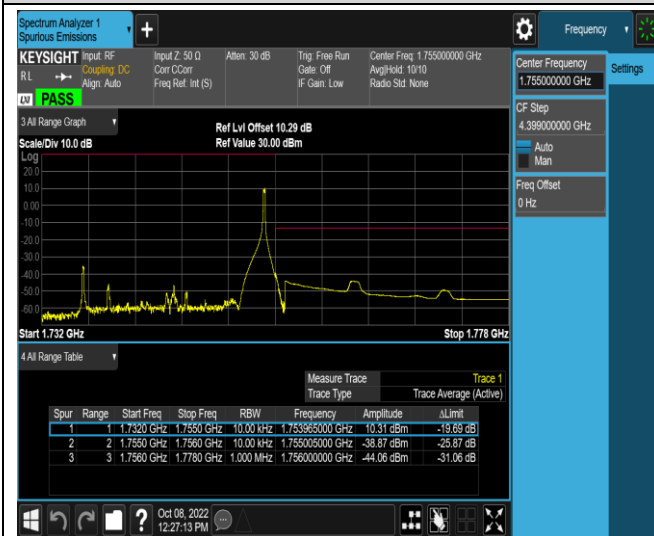 Spectrum Analyzer 1
Spurious Emissions
+
Frequency
KEYSIGHT
RL
LXI PASS
Input: RF
Coupling: DC
Align: Auto
Input Z: 50 Ω
Corr CCorr
Freq Ref: Int (S)
Atten: 30 dB
Trig: Free Run
Gate: Off
IF Gain: Low
Center Freq: 1.755000000 GHz
Avg|Hold: 10/10
Radio Std: None
Center Frequency
1.755000000 GHz
Settings
CF Step
4.399000000 GHz
Auto
Man
Freq Offset
0 Hz
3 All Range Graph
Scale/Div 10.0 dB
Ref Lvl Offset 10.29 dB
Ref Value 30.00 dBm
Log
20.0
10.0
0.00
-10.0
-20.0
-30.0
-40.0
-50.0
-60.0
Start 1.732 GHz
Stop 1.778 GHz
4 All Range Table
Measure Trace Trace 1
Trace Type Trace Average (Active)
Spur Range Start Freq Stop Freq RBW Frequency Amplitude ΔLimit
1 1 1.7320 GHz 1.7550 GHz 10.00 kHz 1.753965000 GHz 10.31 dBm -19.69 dB
2 2 1.7550 GHz 1.7560 GHz 10.00 kHz 1.755005000 GHz -38.87 dBm -25.87 dB
3 3 1.7560 GHz 1.7780 GHz 1.000 MHz 1.756000000 GHz -44.06 dBm -31.06 dB
?
Oct 08, 2022
12:27:13 PM